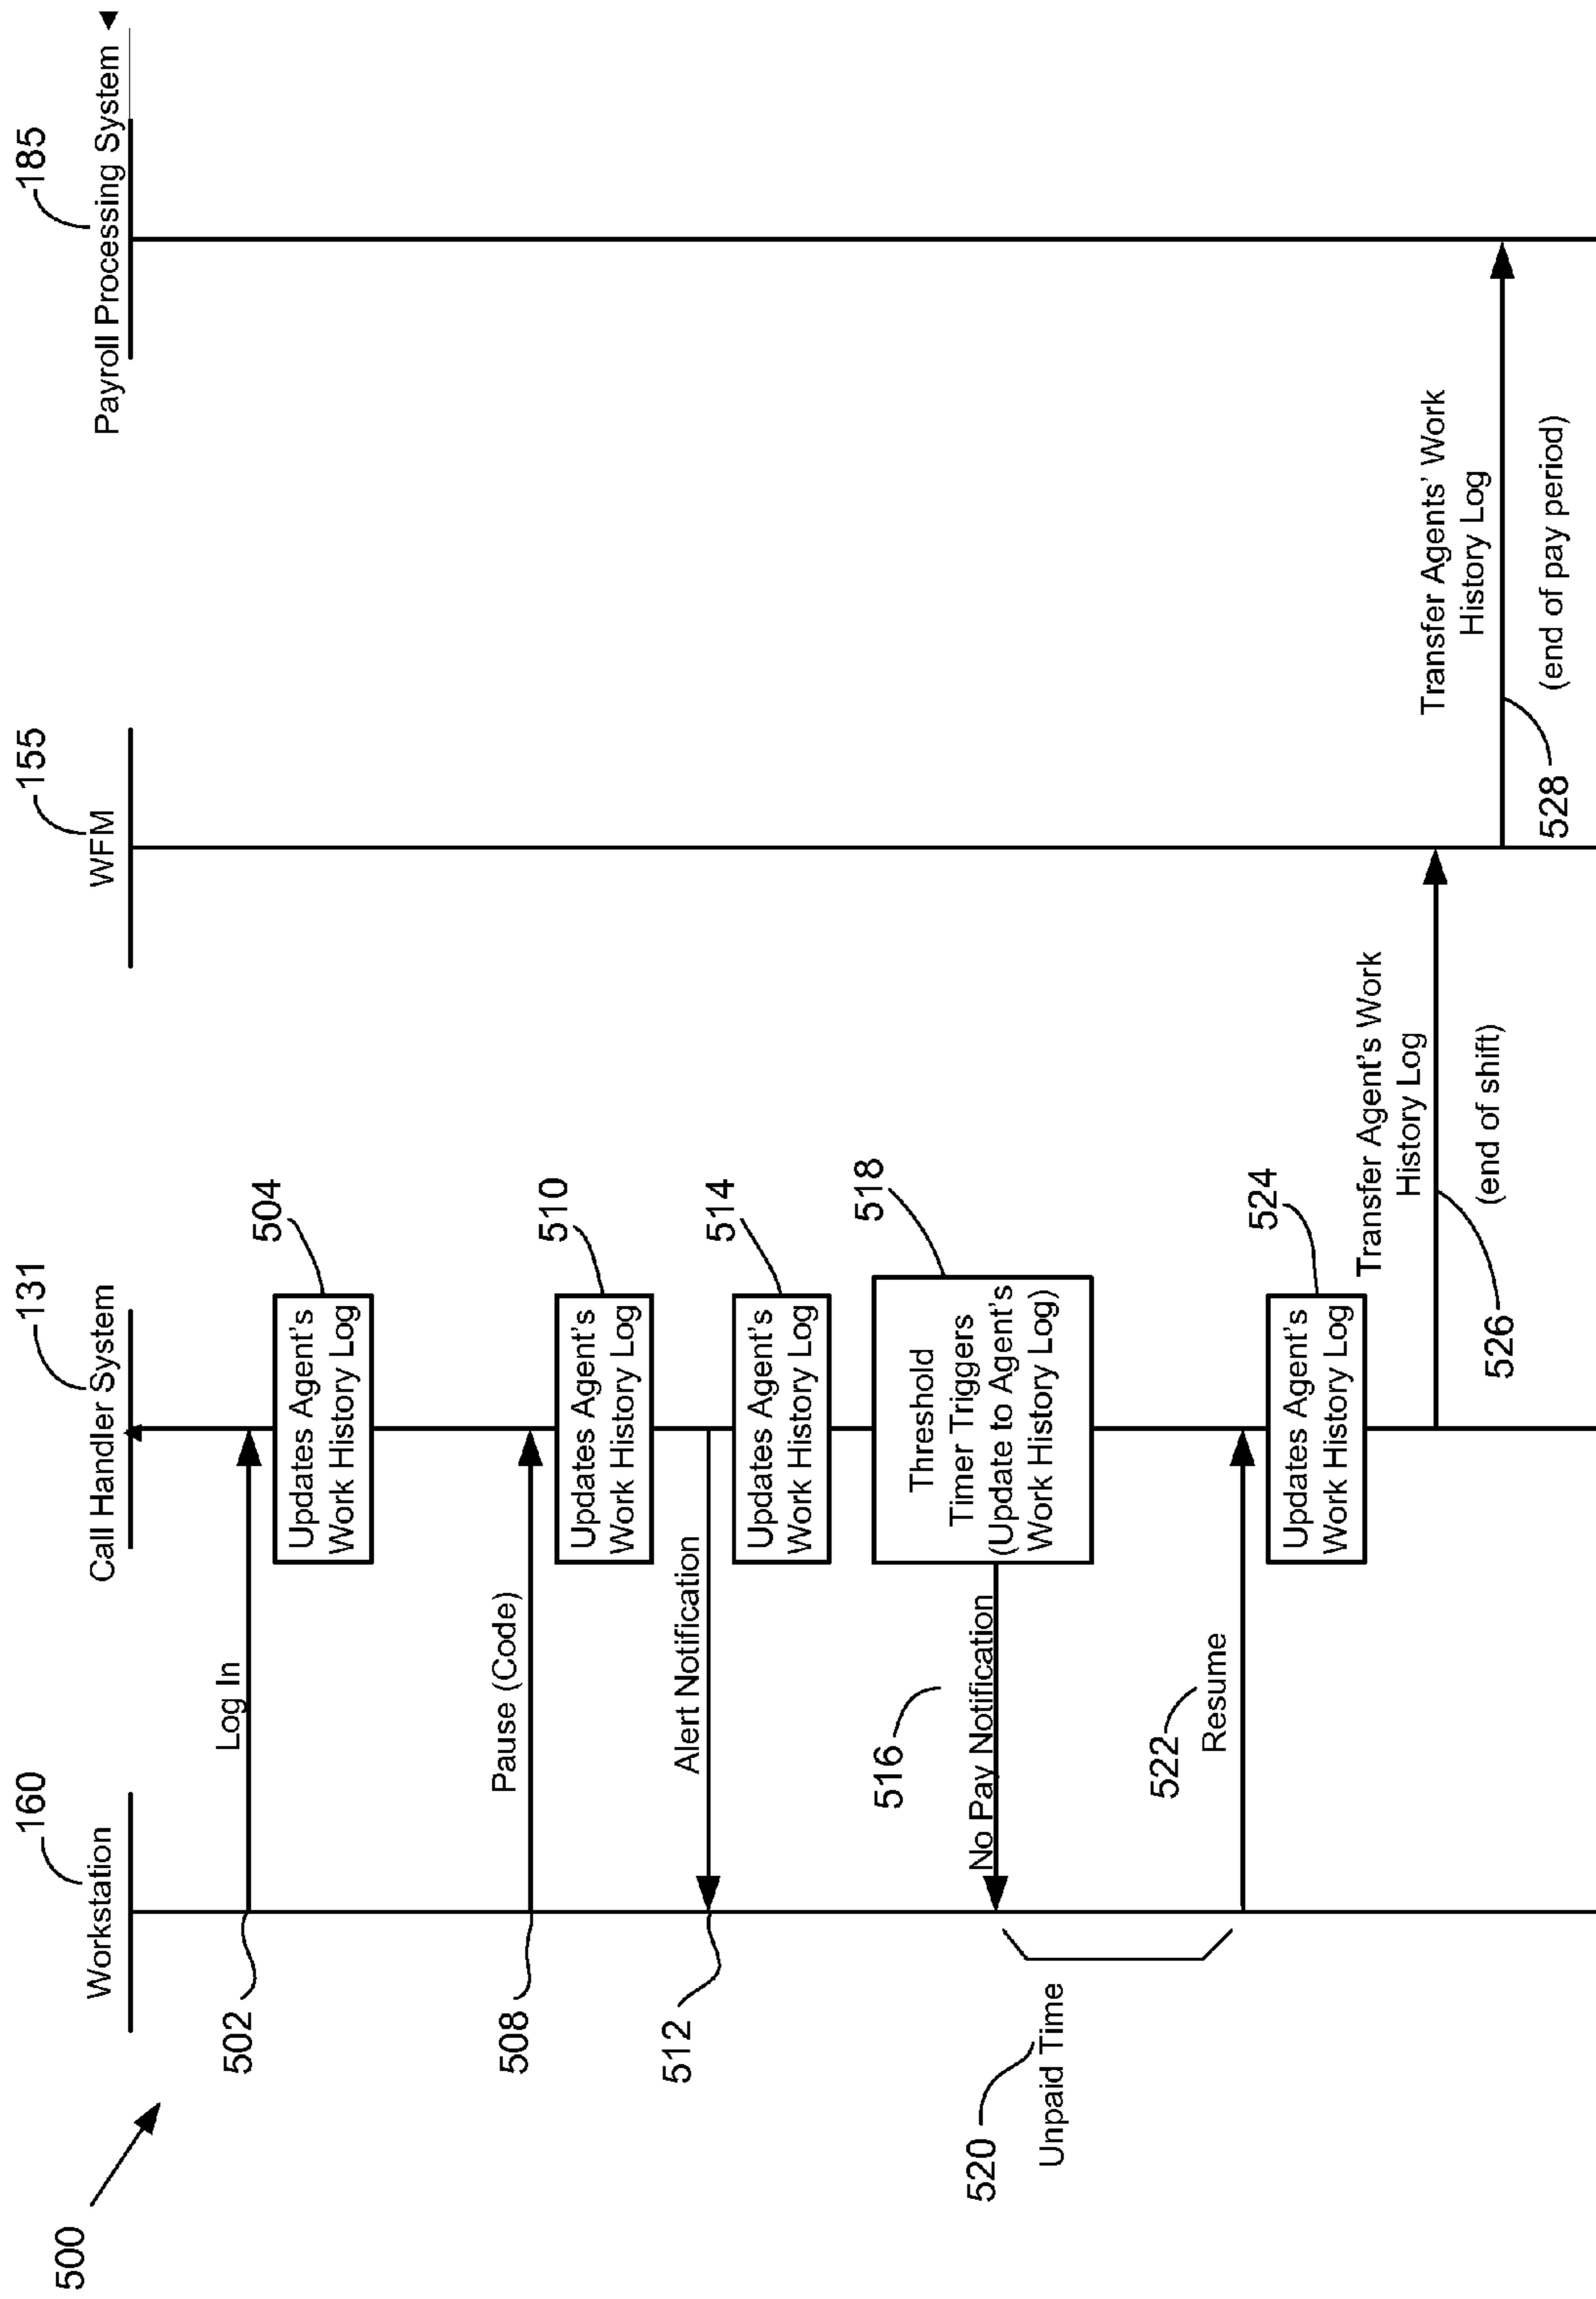 500
Workstation
160
Call Handler System
131
WFM
155
Payroll Processing System
185
502
Log In
Updates Agent's
Work History Log
504
508
Pause (Code)
Updates Agent's
Work History Log
510
512
Alert Notification
Updates Agent's
Work History Log
514
516
No Pay Notification
Threshold
Timer Triggers
(Update to Agent's
Work History Log)
518
520
Unpaid Time
522
Resume
Updates Agent's
Work History Log
524
Transfer Agent's Work
History Log
(end of shift)
526
Transfer Agents' Work
History Log
(end of pay period)
528